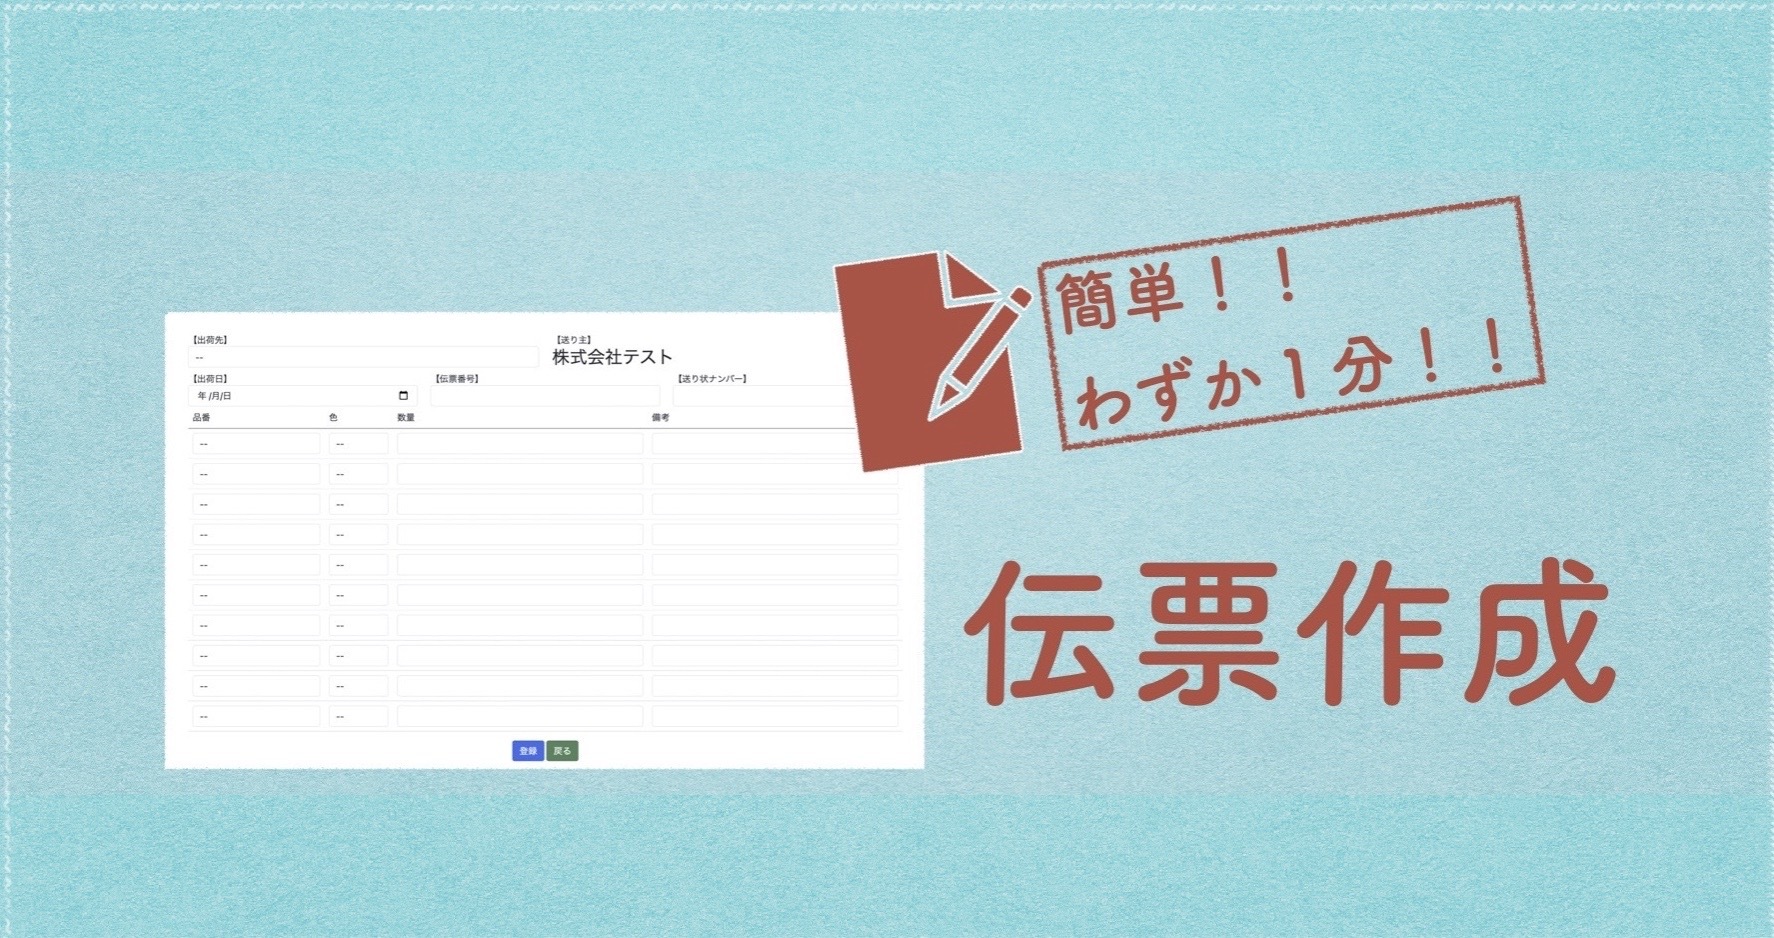 簡単！！
わずか１分！！
伝票作成
【出荷先】
--
【送り主】
株式会社テスト
【出荷日】
年 /月/日
【伝票番号】
【送り状ナンバー】
品番 色 数量 備考
-- --
-- --
-- --
-- --
-- --
-- --
-- --
-- --
-- --
-- --
登録 戻る